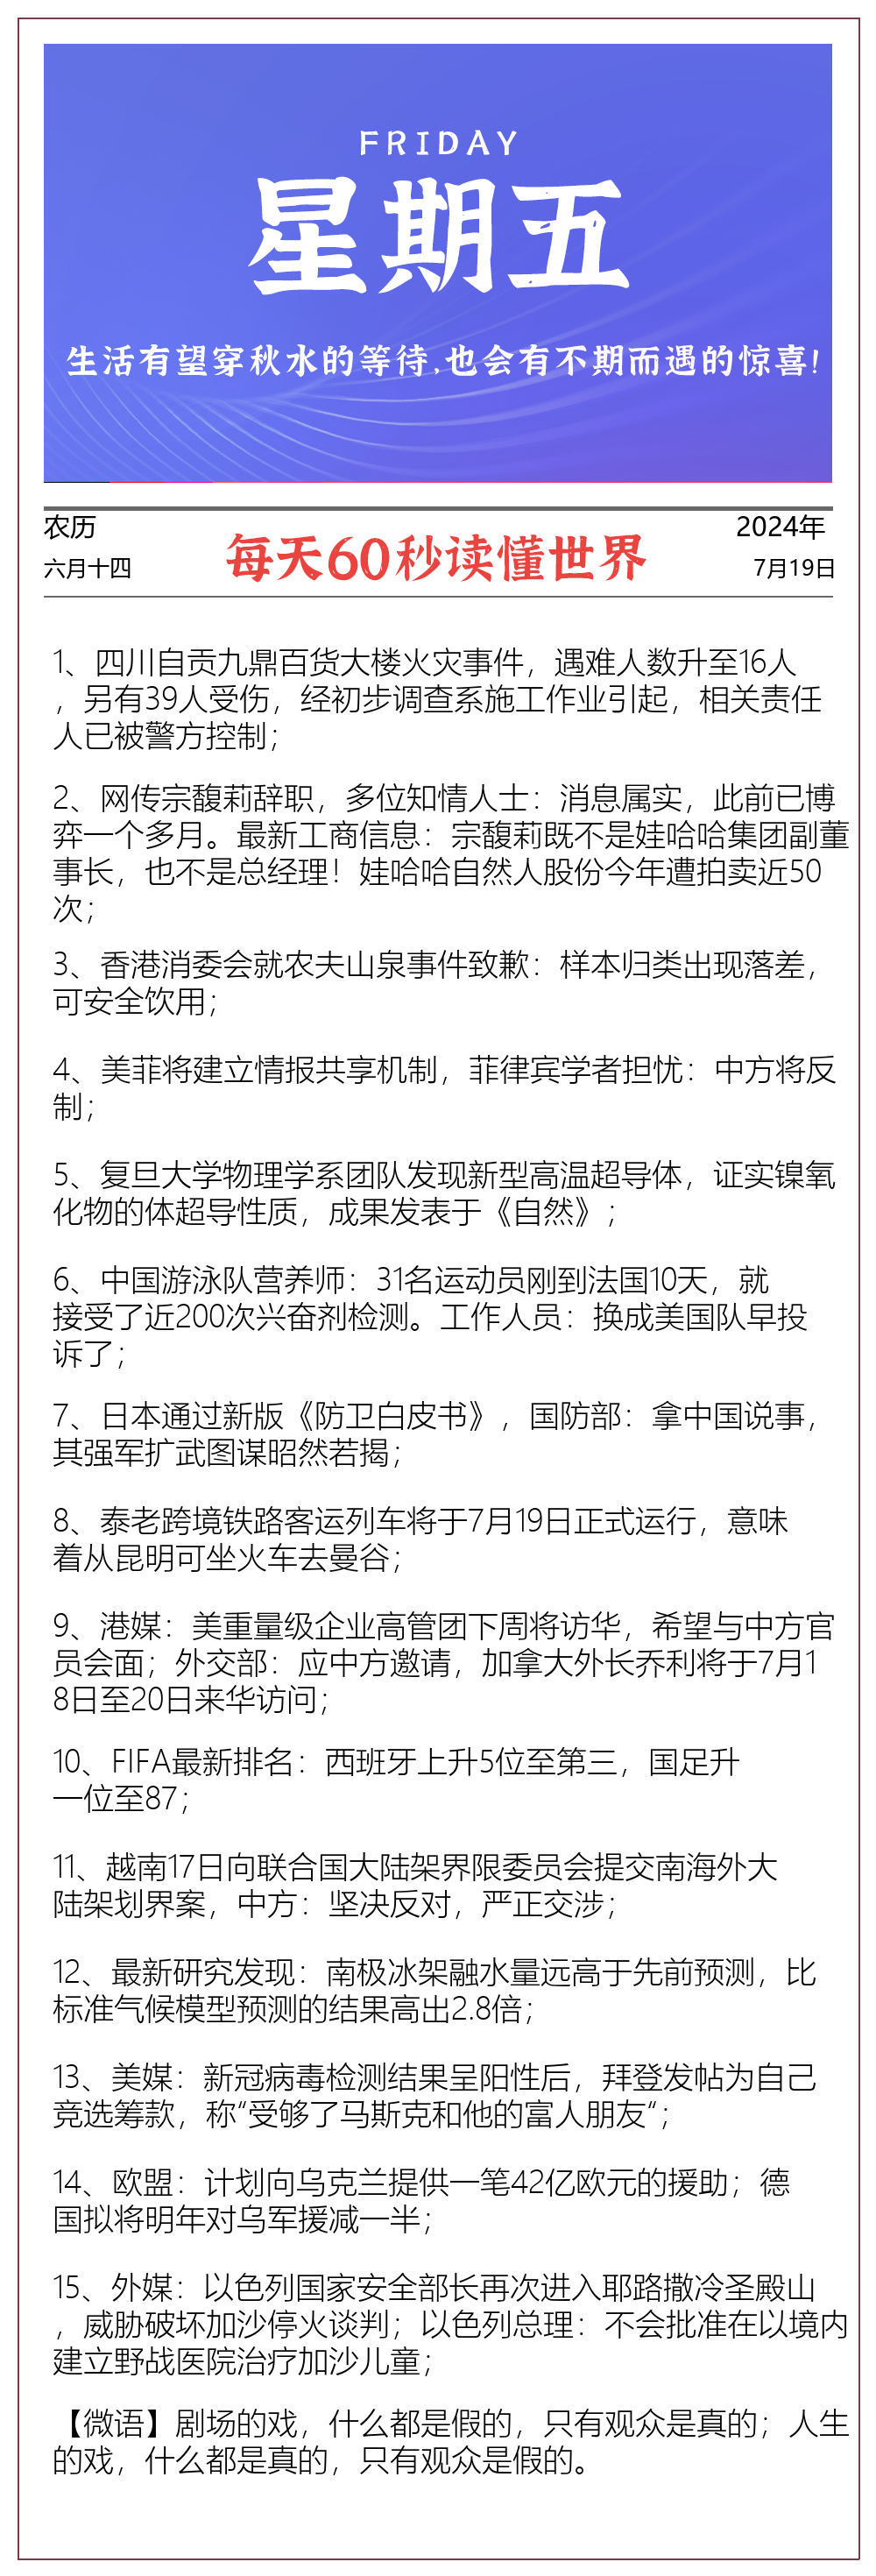 FRIDAY
星期五
生活有望穿秋水的等待,也会有不期而遇的惊喜!
农历
六月十四
每天60秒读懂世界
2024年
7月19日
1、四川自贡九鼎百货大楼火灾事件，遇难人数升至16人
，另有39人受伤，经初步调查系施工作业引起，相关责任
人已被警方控制；
2、网传宗馥莉辞职，多位知情人士：消息属实，此前已博
弈一个多月。最新工商信息：宗馥莉既不是娃哈哈集团副董
事长，也不是总经理！娃哈哈自然人股份今年遭拍卖近50
次；
3、香港消委会就农夫山泉事件致歉：样本归类出现落差，
可安全饮用；
4、美菲将建立情报共享机制，菲律宾学者担忧：中方将反
制；
5、复旦大学物理学系团队发现新型高温超导体，证实镍氧
化物的体超导性质，成果发表于《自然》；
6、中国游泳队营养师：31名运动员刚到法国10天，就
接受了近200次兴奋剂检测。工作人员：换成美国队早投
诉了；
7、日本通过新版《防卫白皮书》，国防部：拿中国说事，
其强军扩武图谋昭然若揭；
8、泰老跨境铁路客运列车将于7月19日正式运行，意味
着从昆明可坐火车去曼谷；
9、港媒：美重量级企业高管团下周将访华，希望与中方官
员会面；外交部：应中方邀请，加拿大外长乔利将于7月1
8日至20日来华访问；
10、FIFA最新排名：西班牙上升5位至第三，国足升
一位至87；
11、越南17日向联合国大陆架界限委员会提交南海外大
陆架划界案，中方：坚决反对，严正交涉；
12、最新研究发现：南极冰架融水量远高于先前预测，比
标准气候模型预测的结果高出2.8倍；
13、美媒：新冠病毒检测结果呈阳性后，拜登发帖为自己
竞选筹款，称“受够了马斯克和他的富人朋友“；
14、欧盟：计划向乌克兰提供一笔42亿欧元的援助；德
国拟将明年对乌军援减一半；
15、外媒：以色列国家安全部长再次进入耶路撒冷圣殿山
，威胁破坏加沙停火谈判；以色列总理：不会批准在以境内
建立野战医院治疗加沙儿童；
【微语】剧场的戏，什么都是假的，只有观众是真的；人生
的戏，什么都是真的，只有观众是假的。